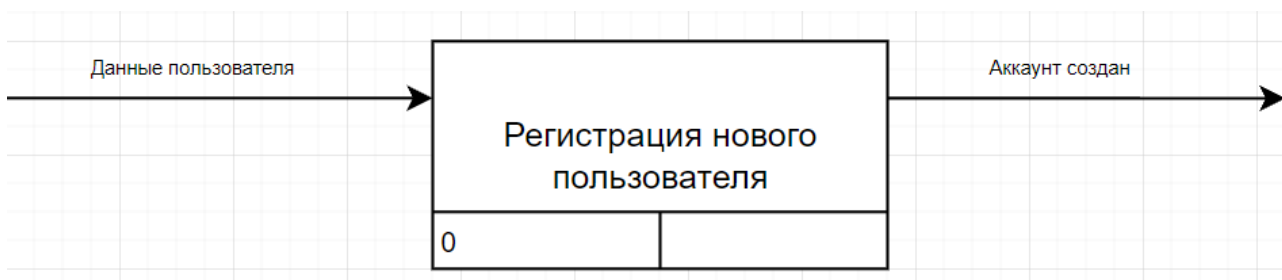 Данные пользователя
Аккаунт создан
Регистрация нового
пользователя
0